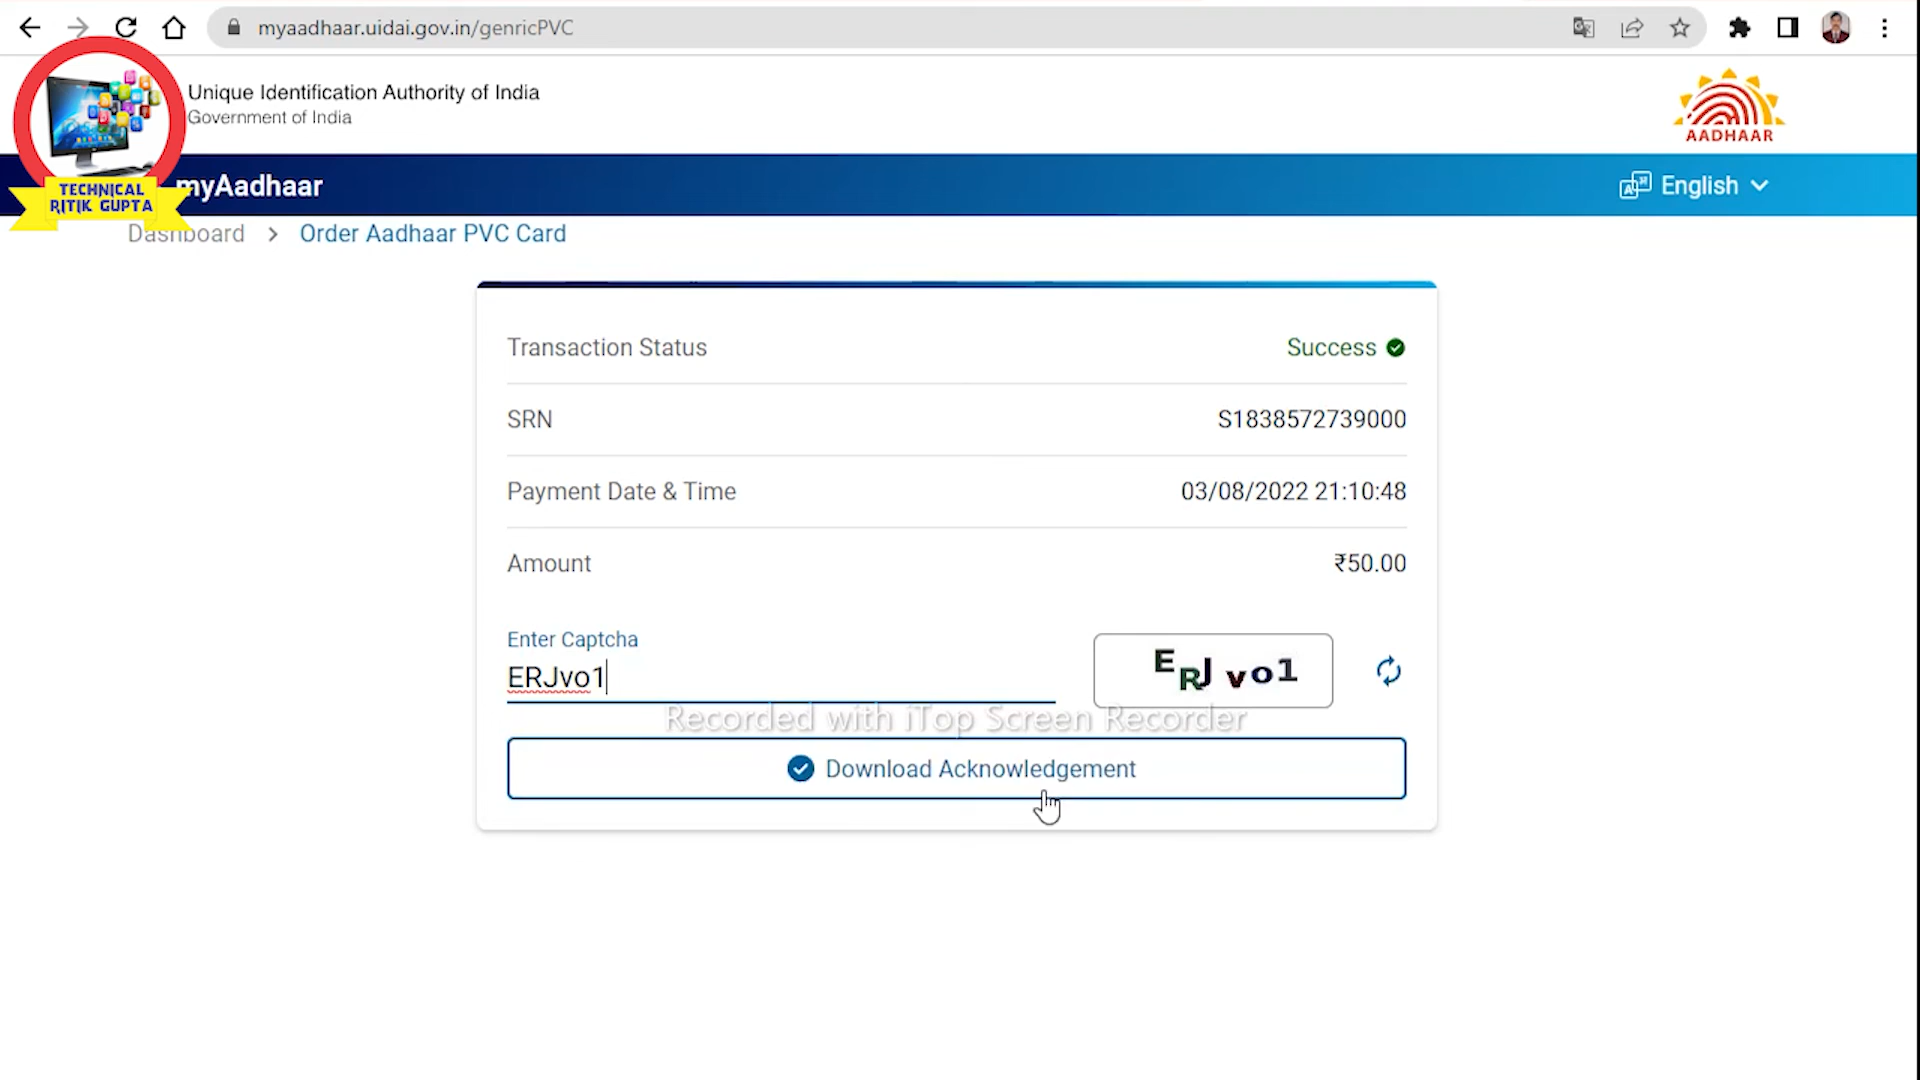 myaadhaar.uidai.gov.in/genricPVC
Unique Identification Authority of India
Government of India
AADHAAR
TECHNICAL
RITIK GUPTA
myAadhaar
English
Dashboard > Order Aadhaar PVC Card
Transaction Status Success
SRN S1838572739000
Payment Date & Time 03/08/2022 21:10:48
Amount ₹50.00
Enter Captcha
ERJvo1
ERJvo1
Recorded with iTop Screen Recorder
Download Acknowledgement